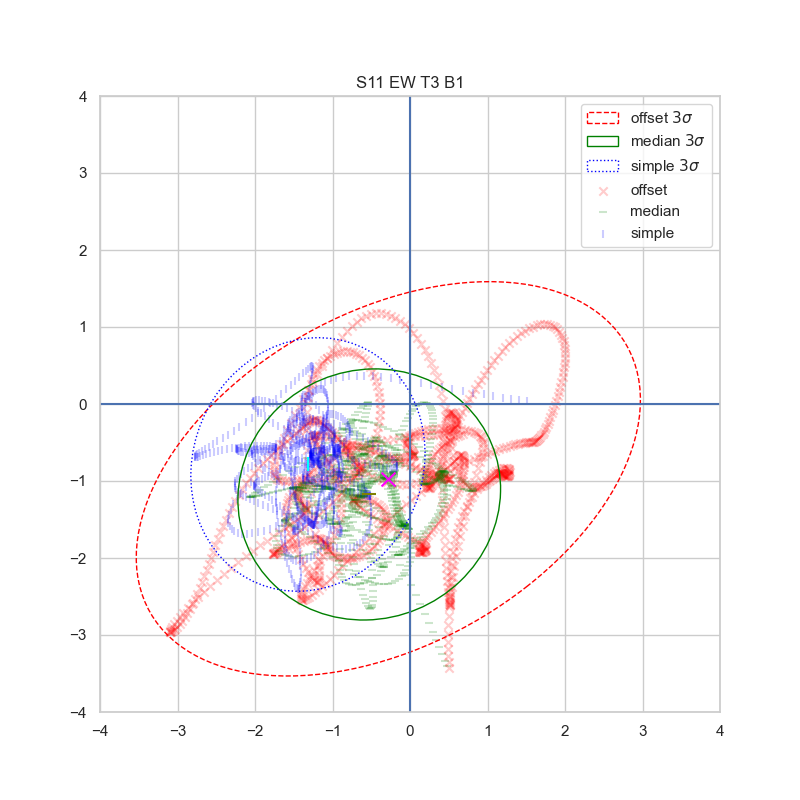 S11 EW T3 B1
offset 3σ
median 3σ
simple 3σ
offset
median
simple
4
3
2
1
0
−1
−2
−3
−4
−4 −3 −2 −1 0 1 2 3 4